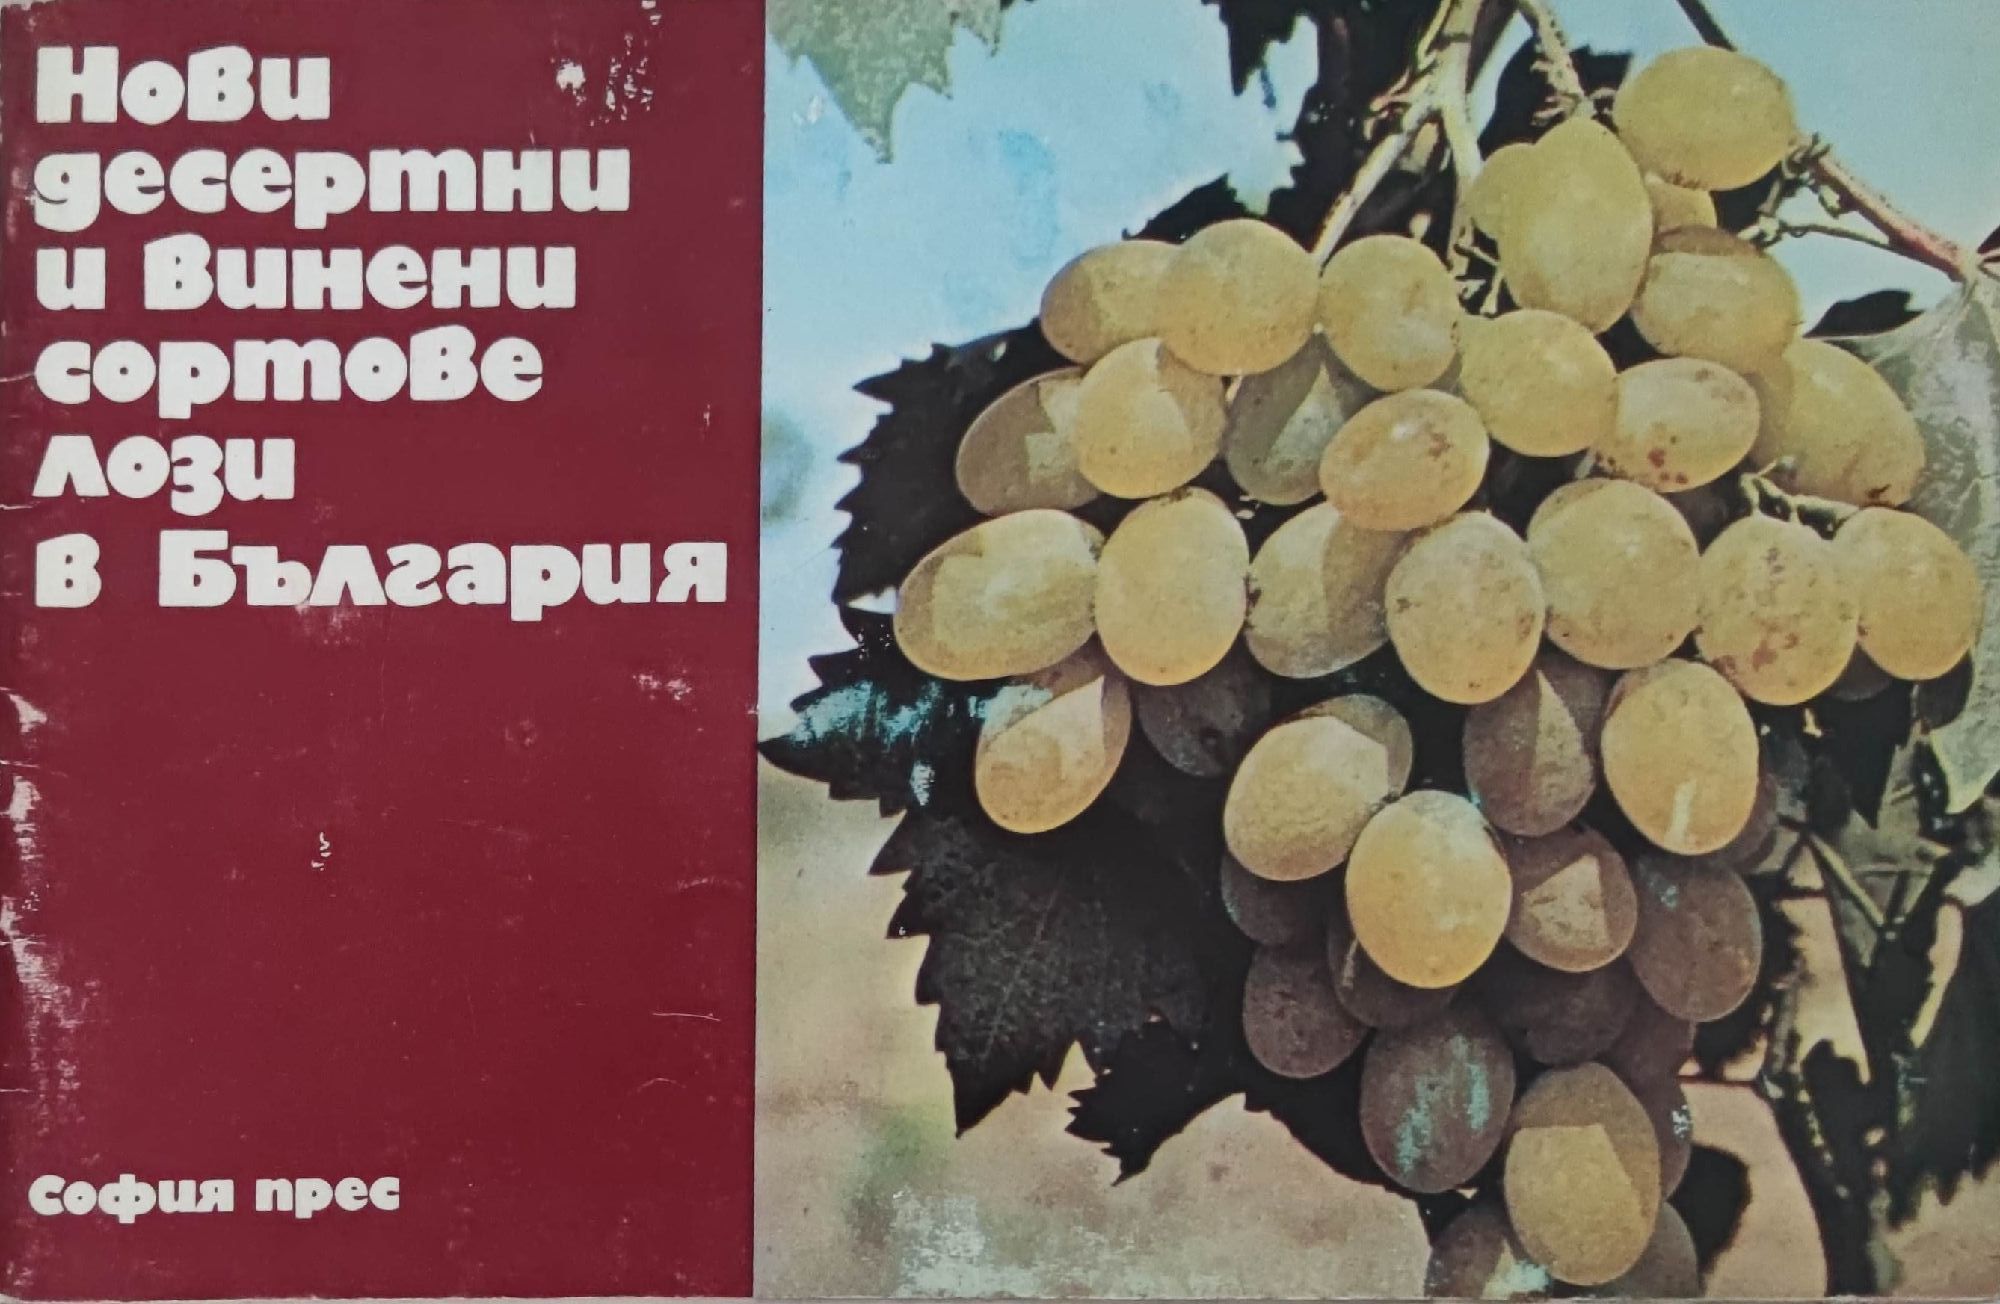 Нови
десертни
и винени
сортове
лози
в България
София прес